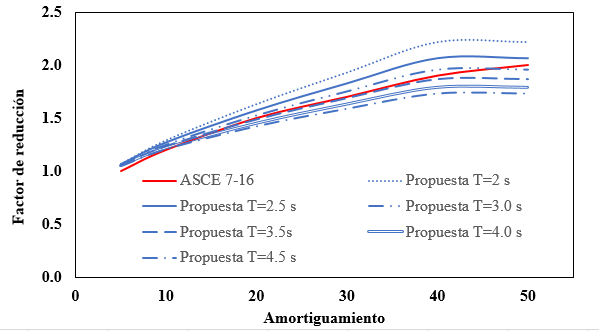 2.5
2.0
1.5
1.0
0.5
0.0
Factor de reducción
ASCE 7-16
Propuesta T=2 s
Propuesta T=2.5 s
Propuesta T=3.0 s
Propuesta T=3.5s
Propuesta T=4.0 s
Propuesta T=4.5 s
0 10 20 30 40 50
Amortiguamiento